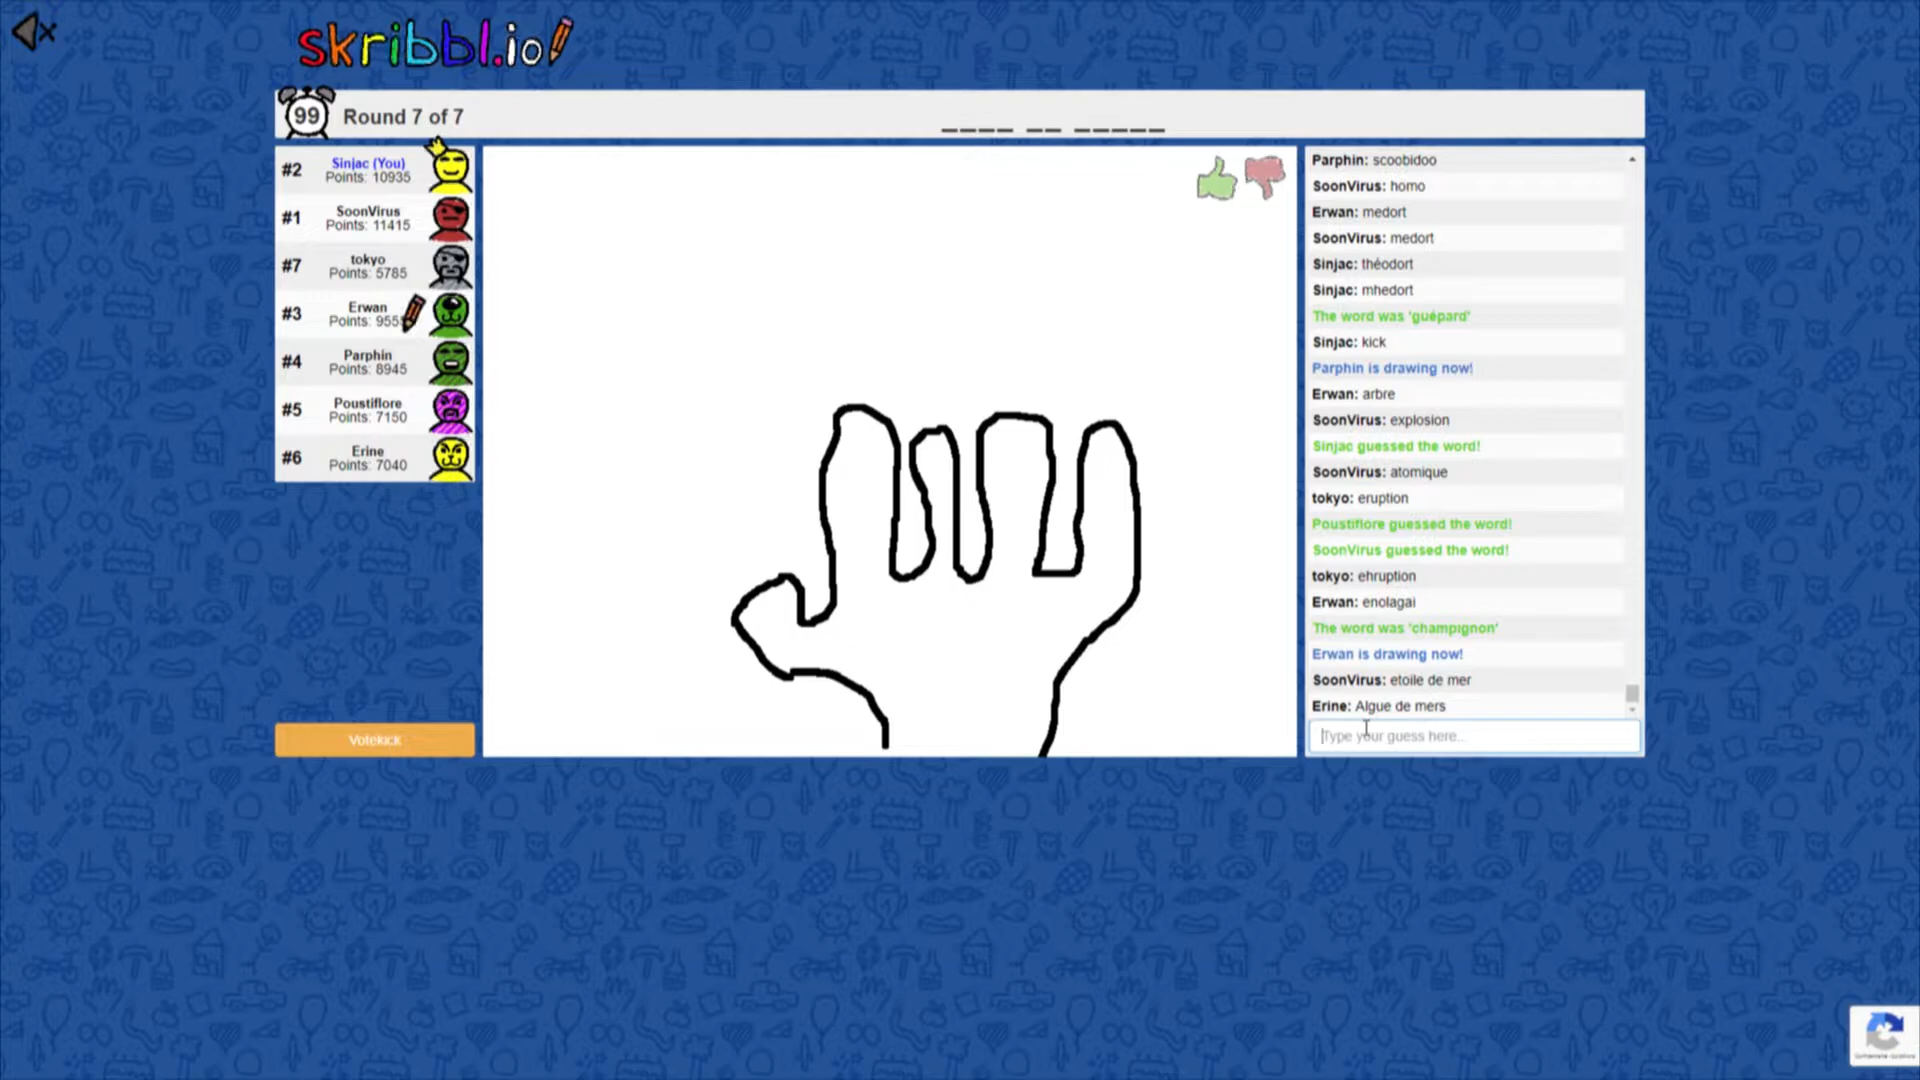 skribbl.io
99
Round 7 of 7
____ __ _____
#2
Sinjac (You)
Points: 10935
#1
SoonVirus
Points: 11415
#7
tokyo
Points: 5785
#3
Erwan
Points: 955
#4
Parphin
Points: 8945
#5
Poustiflore
Points: 7150
#6
Erine
Points: 7040
Votekick
Parphin: scoobidoo
SoonVirus: homo
Erwan: medort
SoonVirus: medort
Sinjac: théodort
Sinjac: mhedort
The word was 'guépard'
Sinjac: kick
Parphin is drawing now!
Erwan: arbre
SoonVirus: explosion
Sinjac guessed the word!
SoonVirus: atomique
tokyo: eruption
Poustiflore guessed the word!
SoonVirus guessed the word!
tokyo: ehruption
Erwan: enolagai
The word was 'champignon'
Erwan is drawing now!
SoonVirus: etoile de mer
Erine: Algue de mers
Type your guess here...